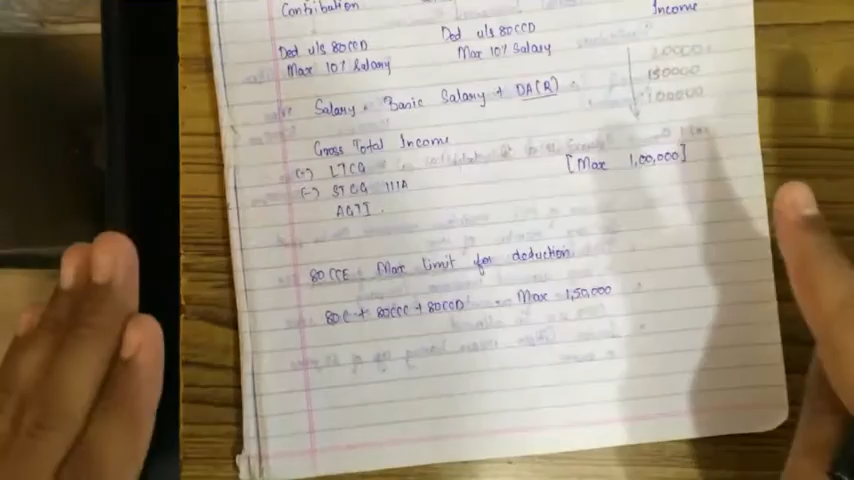 Contribution
Income
Ded u/s 80CCD
Max 10% Salary
Ded u/s 80CCD
Max 10% Salary
150000
100000
Salary = Basic Salary + DA(R)
Gross Total Income
(-) LTCG
(-) STCG 111A
AGTI.
[Max 1,00,000]
80CCE : Max limit for deduction
80C + 80CCC + 80CCD = Max 1,50,000